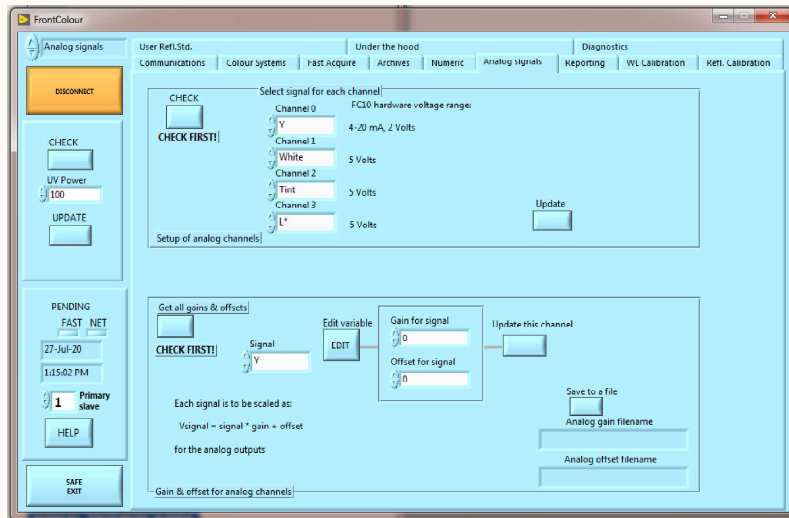 FrontColour
Analog signals
User Refl.Std.
Under the hood
Diagnostics
Communications
Colour Systems
Fast Acquire
Archives
Numeric
Analog signals
Reporting
WL Calibration
Refl. Calibration
DISCONNECT
CHECK
UV Power
100
UPDATE
PENDING
FAST NET
27-Jul-20
1:15:02 PM
1
Primary
slave
HELP
SAFE
EXIT
Select signal for each channel
CHECK
CHECK FIRST!
FC10 hardware voltage range:
Channel 0
Y
4-20 mA, 2 Volts
Channel 1
White
5 Volts
Channel 2
Tint
5 Volts
Channel 3
L*
5 Volts
Update
Setup of analog channels
Get all gains & offsets
CHECK FIRST!
Signal
Y
Edit variable
EDIT
Gain for signal
0
Offset for signal
0
Update this channel
Each signal is to be scaled as:
Vsignal = signal * gain + offset
for the analog outputs
Save to a file
Analog gain filename
Analog offset filename
Gain & offset for analog channels